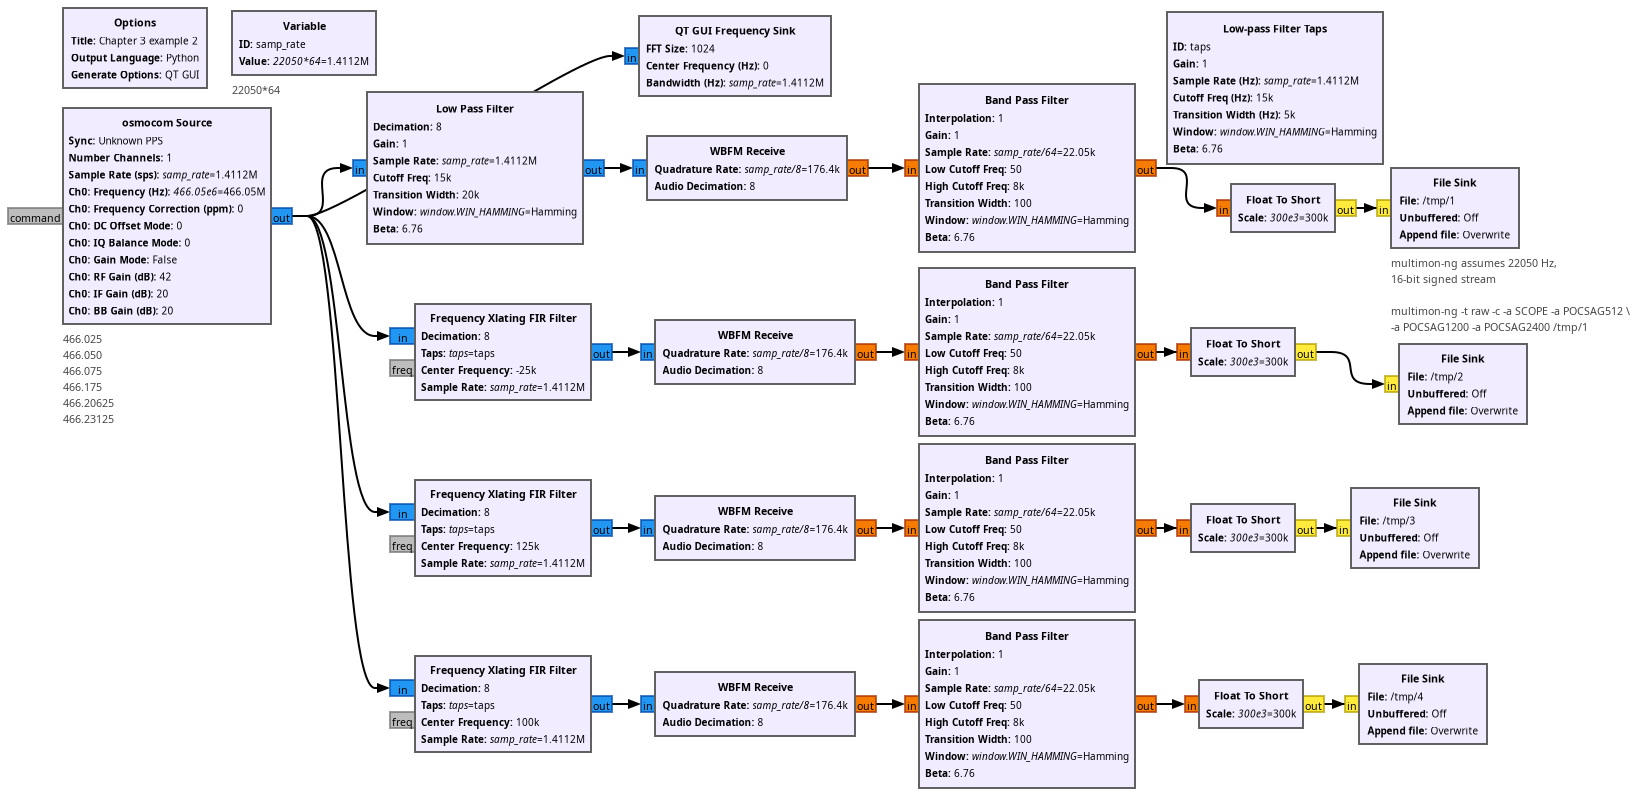 Options
Title: Chapter 3 example 2
Output Language: Python
Generate Options: QT GUI
Variable
ID: samp_rate
Value: 22050*64=1.4112M
22050*64
osmocom Source
Sync: Unknown PPS
Number Channels: 1
Sample Rate (sps): samp_rate=1.4112M
Ch0: Frequency (Hz): 466.05e6=466.05M
Ch0: Frequency Correction (ppm): 0
Ch0: DC Offset Mode: 0
Ch0: IQ Balance Mode: 0
Ch0: Gain Mode: False
Ch0: RF Gain (dB): 42
Ch0: IF Gain (dB): 20
Ch0: BB Gain (dB): 20
command
out
466.025
466.050
466.075
466.175
466.20625
466.23125
in
QT GUI Frequency Sink
FFT Size: 1024
Center Frequency (Hz): 0
Bandwidth (Hz): samp_rate=1.4112M
Low-pass Filter Taps
ID: taps
Gain: 1
Sample Rate (Hz): samp_rate=1.4112M
Cutoff Freq (Hz): 15k
Transition Width (Hz): 5k
Window: window.WIN_HAMMING=Hamming
Beta: 6.76
in
Low Pass Filter
Decimation: 8
Gain: 1
Sample Rate: samp_rate=1.4112M
Cutoff Freq: 15k
Transition Width: 20k
Window: window.WIN_HAMMING=Hamming
Beta: 6.76
out
in
WBFM Receive
Quadrature Rate: samp_rate/8=176.4k
Audio Decimation: 8
out
in
Band Pass Filter
Interpolation: 1
Gain: 1
Sample Rate: samp_rate/64=22.05k
Low Cutoff Freq: 50
High Cutoff Freq: 8k
Transition Width: 100
Window: window.WIN_HAMMING=Hamming
Beta: 6.76
out
in
Float To Short
Scale: 300e3=300k
out
in
File Sink
File: /tmp/1
Unbuffered: Off
Append file: Overwrite
multimon-ng assumes 22050 Hz,
16-bit signed stream
multimon-ng -t raw -c -a SCOPE -a POCSAG512 \
-a POCSAG1200 -a POCSAG2400 /tmp/1
in
freq
Frequency Xlating FIR Filter
Decimation: 8
Taps: taps=taps
Center Frequency: -25k
Sample Rate: samp_rate=1.4112M
out
in
WBFM Receive
Quadrature Rate: samp_rate/8=176.4k
Audio Decimation: 8
out
in
Band Pass Filter
Interpolation: 1
Gain: 1
Sample Rate: samp_rate/64=22.05k
Low Cutoff Freq: 50
High Cutoff Freq: 8k
Transition Width: 100
Window: window.WIN_HAMMING=Hamming
Beta: 6.76
out
in
Float To Short
Scale: 300e3=300k
out
in
File Sink
File: /tmp/2
Unbuffered: Off
Append file: Overwrite
in
freq
Frequency Xlating FIR Filter
Decimation: 8
Taps: taps=taps
Center Frequency: 125k
Sample Rate: samp_rate=1.4112M
out
in
WBFM Receive
Quadrature Rate: samp_rate/8=176.4k
Audio Decimation: 8
out
in
Band Pass Filter
Interpolation: 1
Gain: 1
Sample Rate: samp_rate/64=22.05k
Low Cutoff Freq: 50
High Cutoff Freq: 8k
Transition Width: 100
Window: window.WIN_HAMMING=Hamming
Beta: 6.76
out
in
Float To Short
Scale: 300e3=300k
out
in
File Sink
File: /tmp/3
Unbuffered: Off
Append file: Overwrite
in
freq
Frequency Xlating FIR Filter
Decimation: 8
Taps: taps=taps
Center Frequency: 100k
Sample Rate: samp_rate=1.4112M
out
in
WBFM Receive
Quadrature Rate: samp_rate/8=176.4k
Audio Decimation: 8
out
in
Band Pass Filter
Interpolation: 1
Gain: 1
Sample Rate: samp_rate/64=22.05k
Low Cutoff Freq: 50
High Cutoff Freq: 8k
Transition Width: 100
Window: window.WIN_HAMMING=Hamming
Beta: 6.76
out
in
Float To Short
Scale: 300e3=300k
out
in
File Sink
File: /tmp/4
Unbuffered: Off
Append file: Overwrite